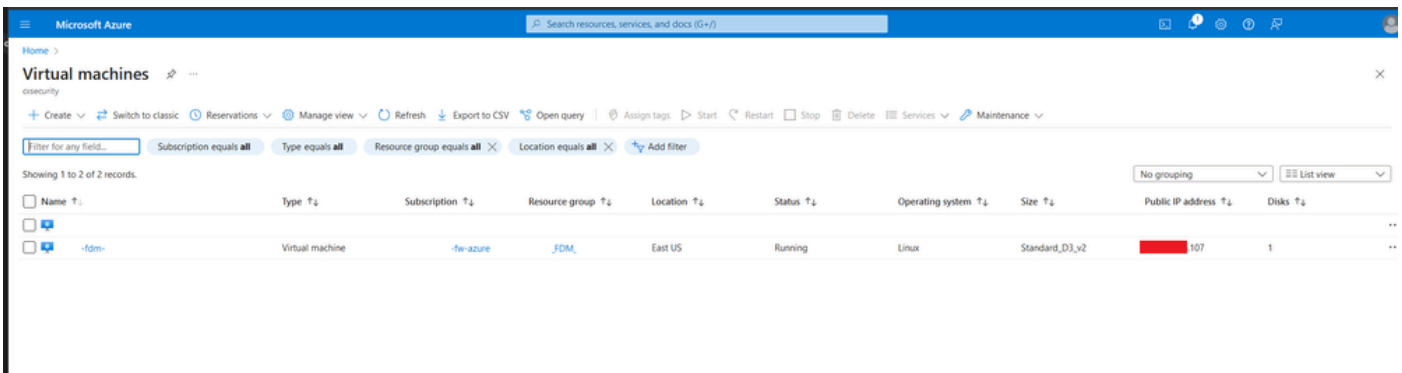 Microsoft Azure
Search resources, services, and docs (G+/)
1
Home >
Virtual machines ...
cxsecurity
+ Create Switch to classic Reservations Manage view Refresh Export to CSV Open query Assign tags Start Restart Stop Delete Services Maintenance
Filter for any field... Subscription equals all Type equals all Resource group equals all Location equals all Add filter
Showing 1 to 2 of 2 records.
No grouping List view
Name Type Subscription Resource group Location Status Operating system Size Public IP address Disks
-fdm- Virtual machine -fw-azure _FDM_ East US Running Linux Standard_D3_v2 .107 1